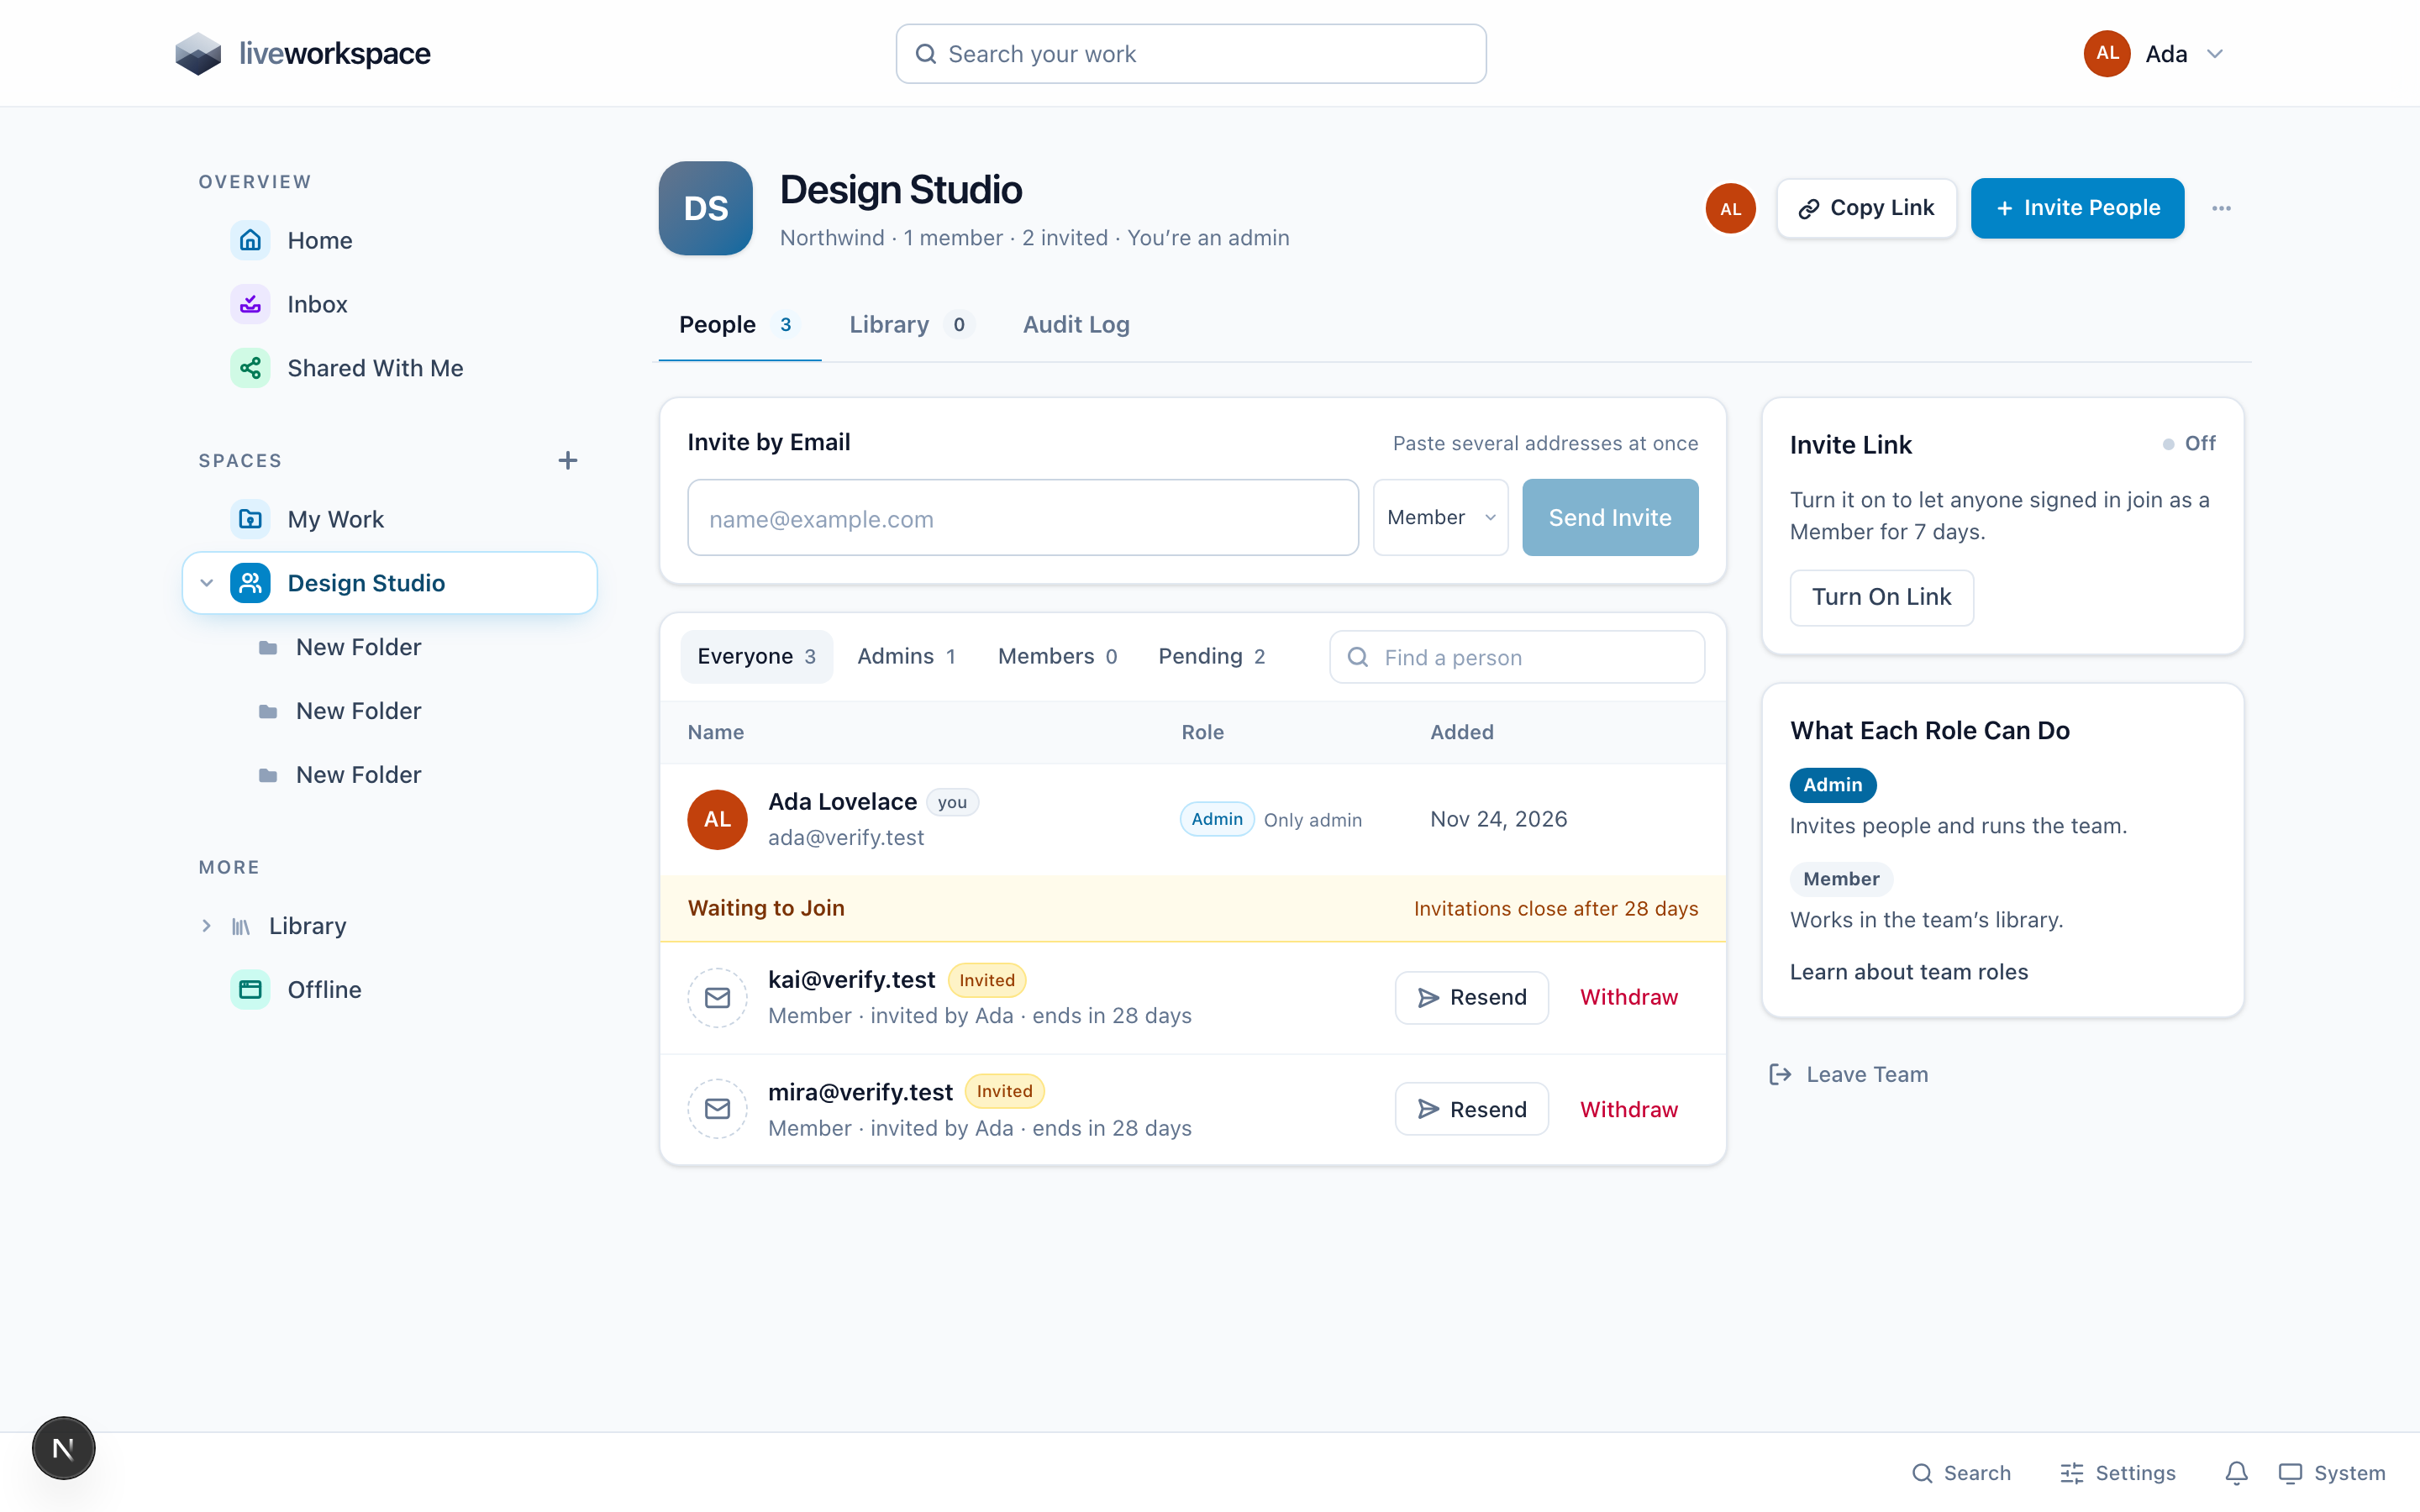 liveworkspace
Search your work
AL Ada
OVERVIEW
Home
Inbox
Shared With Me
SPACES
My Work
Design Studio
New Folder
New Folder
New Folder
MORE
Library
Offline
DS
Design Studio
Northwind · 1 member · 2 invited · You’re an admin
AL
Copy Link
+ Invite People
People 3
Library 0
Audit Log
Invite by Email
Paste several addresses at once
name@example.com
Member
Send Invite
Everyone 3
Admins 1
Members 0
Pending 2
Find a person
Name Role Added
AL
Ada Lovelace you
ada@verify.test
Admin Only admin
Nov 24, 2026
Waiting to Join
Invitations close after 28 days
kai@verify.test Invited
Member · invited by Ada · ends in 28 days
Resend
Withdraw
mira@verify.test Invited
Member · invited by Ada · ends in 28 days
Resend
Withdraw
Invite Link
Off
Turn it on to let anyone signed in join as a
Member for 7 days.
Turn On Link
What Each Role Can Do
Admin
Invites people and runs the team.
Member
Works in the team’s library.
Learn about team roles
Leave Team
N
Search
Settings
System